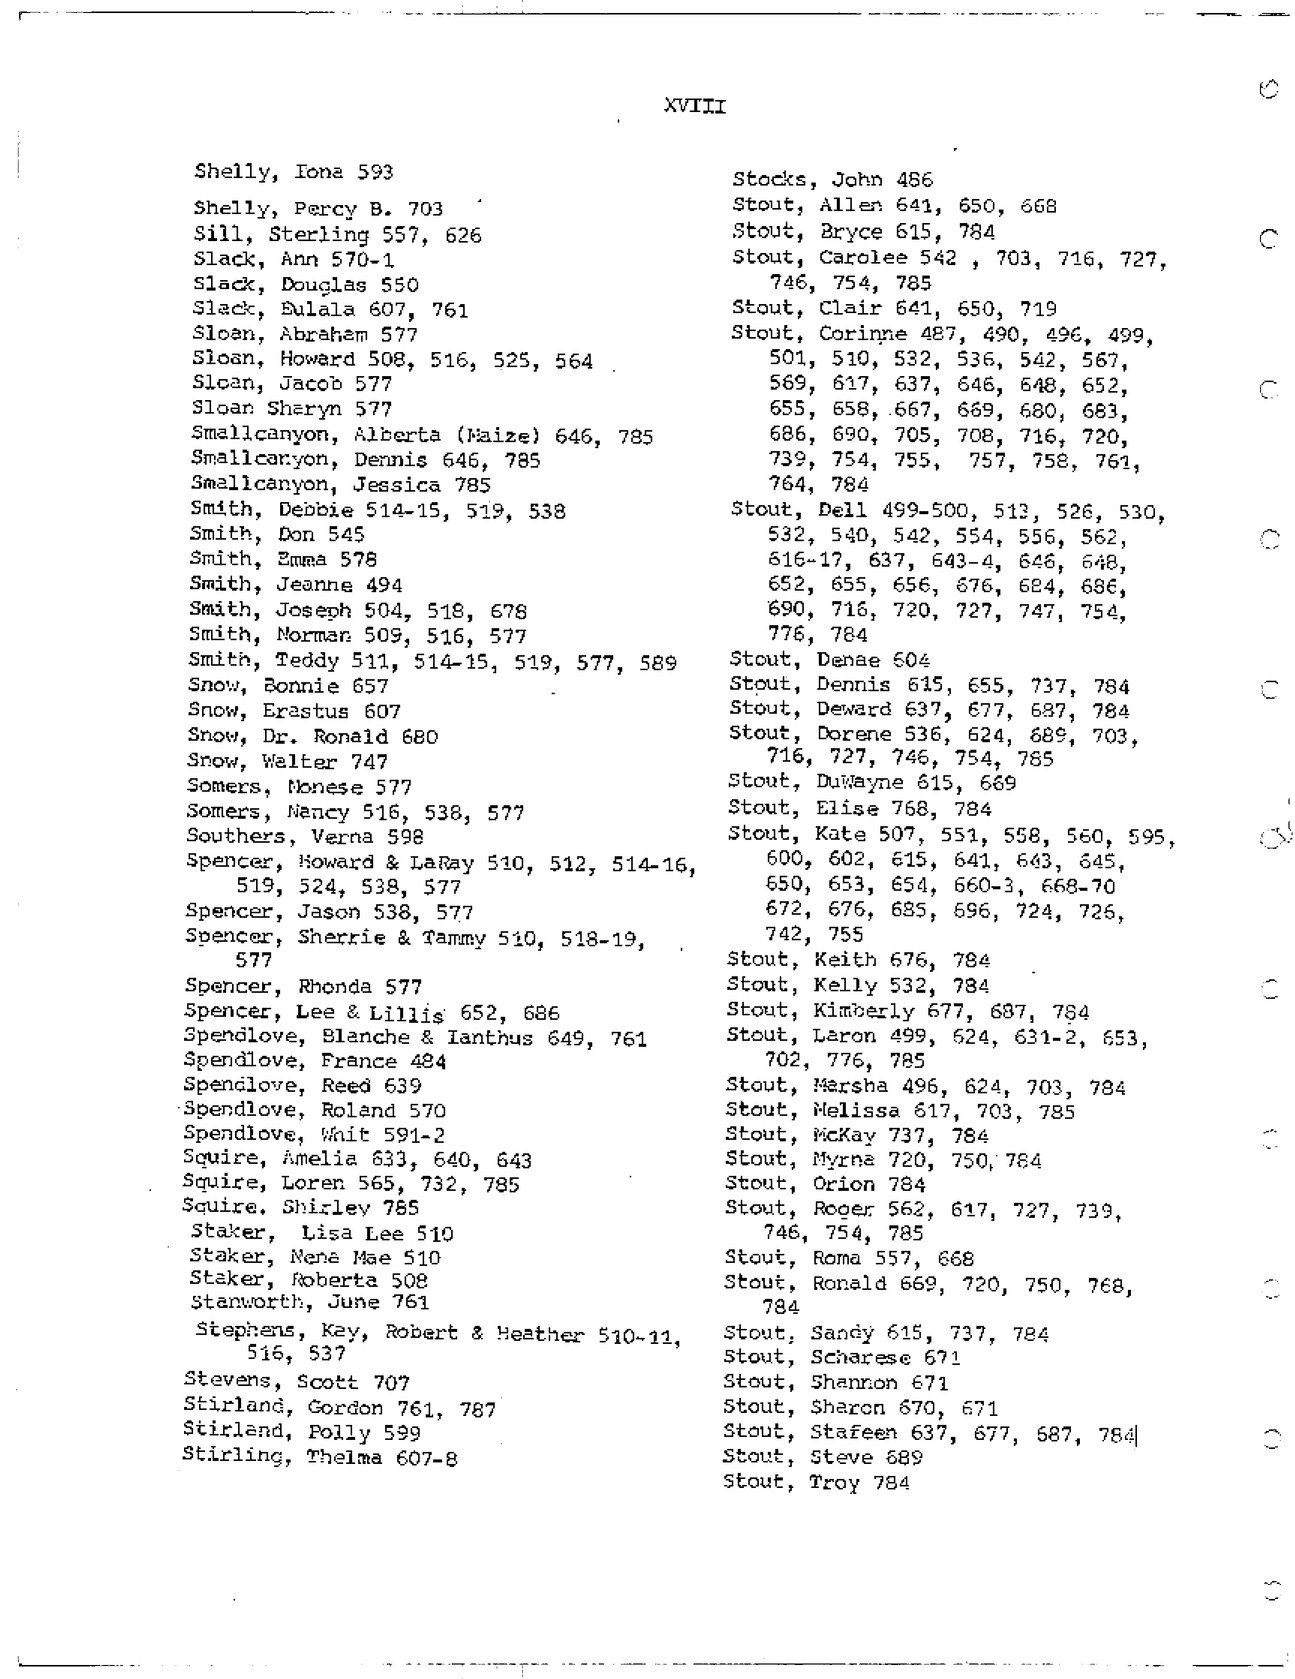 XVIII
Shelly, Iona 593
Shelly, Percy B. 703
Sill, Sterling 557, 626
Slack, Ann 570-1
Slack, Douglas 550
Slack, Eulala 607, 761
Sloan, Abraham 577
Sloan, Howard 508, 516, 525, 564
Sloan, Jacob 577
Sloan Sharyn 577
Smallcanyon, Alberta (Maize) 646, 785
Smallcanyon, Dennis 646, 785
Smallcanyon, Jessica 785
Smith, Debbie 514-15, 519, 538
Smith, Don 545
Smith, Emma 578
Smith, Jeanne 494
Smith, Joseph 504, 518, 678
Smith, Norman 509, 516, 577
Smith, Teddy 511, 514-15, 519, 577, 589
Snow, Bonnie 657
Snow, Erastus 607
Snow, Dr. Ronald 680
Snow, Walter 747
Somers, Monese 577
Somers, Nancy 516, 538, 577
Southers, Verna 598
Spencer, Howard & LaRay 510, 512, 514-16,
519, 524, 538, 577
Spencer, Jason 538, 577
Spencer, Sherrie & Tammy 510, 518-19,
577
Spencer, Rhonda 577
Spencer, Lee & Lillis 652, 686
Spendlove, Blanche & Ianthus 649, 761
Spendlove, France 484
Spendlove, Reed 639
Spendlove, Roland 570
Spendlove, Whit 591-2
Squire, Amelia 633, 640, 643
Squire, Loren 565, 732, 785
Squire, Shirley 785
Staker, Lisa Lee 510
Staker, Nena Mae 510
Staker, Roberta 508
Stanworth, June 761
Stephens, Kay, Robert & Heather 510-11,
516, 537
Stevens, Scott 707
Stirland, Gordon 761, 787
Stirland, Polly 599
Stirling, Thelma 607-8
Stocks, John 486
Stout, Allen 641, 650, 668
Stout, Bryce 615, 784
Stout, Carolee 542 , 703, 716, 727,
746, 754, 785
Stout, Clair 641, 650, 719
Stout, Corinne 487, 490, 496, 499,
501, 510, 532, 536, 542, 567,
569, 617, 637, 646, 648, 652,
655, 658, 667, 669, 680, 683,
686, 690, 705, 708, 716, 720,
739, 754, 755, 757, 758, 761,
764, 784
Stout, Dell 499-500, 513, 526, 530,
532, 540, 542, 554, 556, 562,
616-17, 637, 643-4, 646, 648,
652, 655, 656, 676, 684, 686,
690, 716, 720, 727, 747, 754,
776, 784
Stout, Denae 604
Stout, Dennis 615, 655, 737, 784
Stout, Deward 637, 677, 687, 784
Stout, Dorene 536, 624, 689, 703,
716, 727, 746, 754, 785
Stout, DuWayne 615, 669
Stout, Elise 768, 784
Stout, Kate 507, 551, 558, 560, 595,
600, 602, 615, 641, 643, 645,
650, 653, 654, 660-3, 668-70
672, 676, 685, 696, 724, 726,
742, 755
Stout, Keith 676, 784
Stout, Kelly 532, 784
Stout, Kimberly 677, 687, 784
Stout, Laron 499, 624, 631-2, 653,
702, 776, 785
Stout, Marsha 496, 624, 703, 784
Stout, Melissa 617, 703, 785
Stout, McKay 737, 784
Stout, Myrna 720, 750, 784
Stout, Orion 784
Stout, Roger 562, 617, 727, 739,
746, 754, 785
Stout, Roma 557, 668
Stout, Ronald 669, 720, 750, 768,
784
Stout, Sandy 615, 737, 784
Stout, Scharese 671
Stout, Shannon 671
Stout, Sharon 670, 671
Stout, Stafeen 637, 677, 687, 784
Stout, Steve 689
Stout, Troy 784